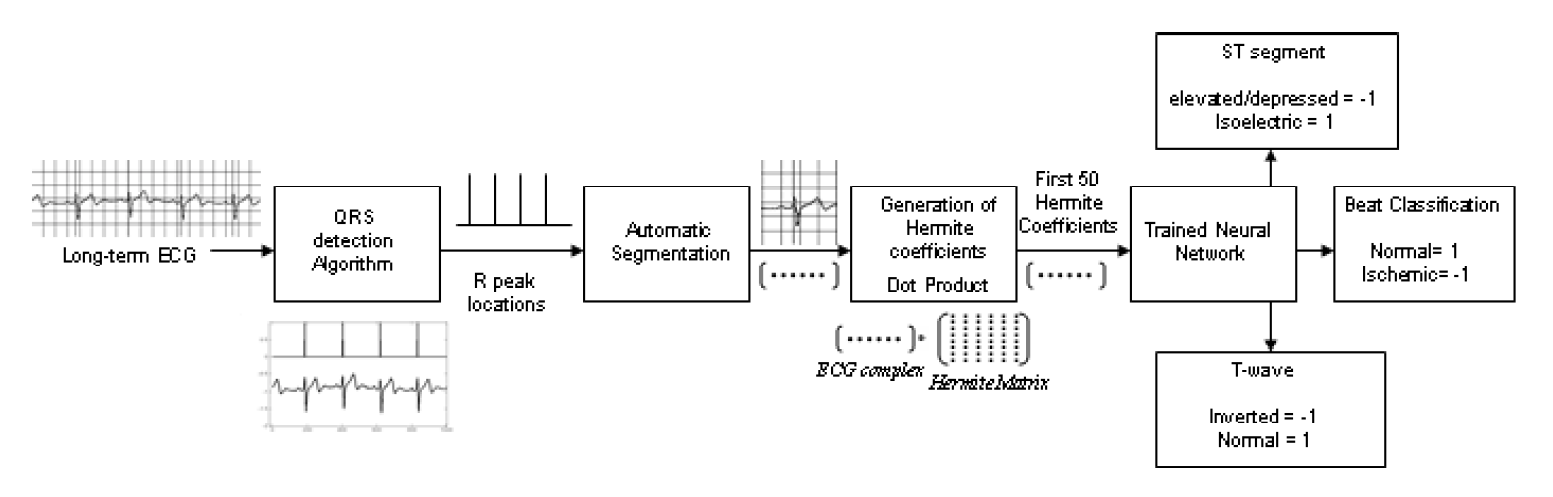 Long-term ECG
QRS
detection
Algorithm
R peak
locations
Automatic
Segmentation
Generation of
Hermite
coefficients
Dot Product
ECG complex
Hermite Matrix
First 50
Hermite
Coefficients
Trained Neural
Network
ST segment
elevated/depressed = -1
Isoelectric = 1
Beat Classification
Normal= 1
Ischemic= -1
T-wave
Inverted = -1
Normal = 1